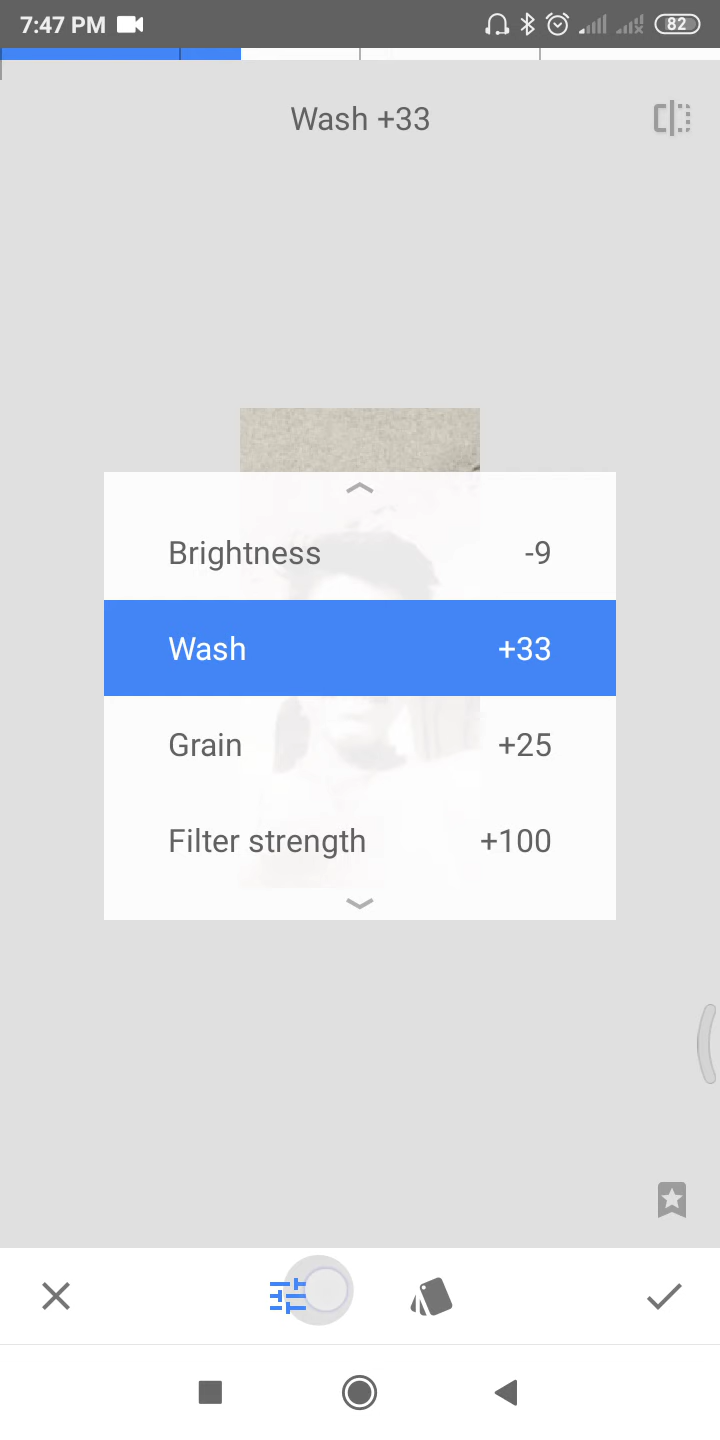 7:47 PM 82
Wash +33
Brightness -9
Wash +33
Grain +25
Filter strength +100